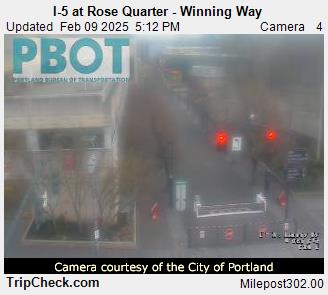 I-5 at Rose Quarter - Winning Way
Updated Feb 09 2025 5:12 PM Camera 4
PBOT
PORTLAND BUREAU OF TRANSPORTATION
Camera courtesy of the City of Portland
TripCheck.com Milepost302.00